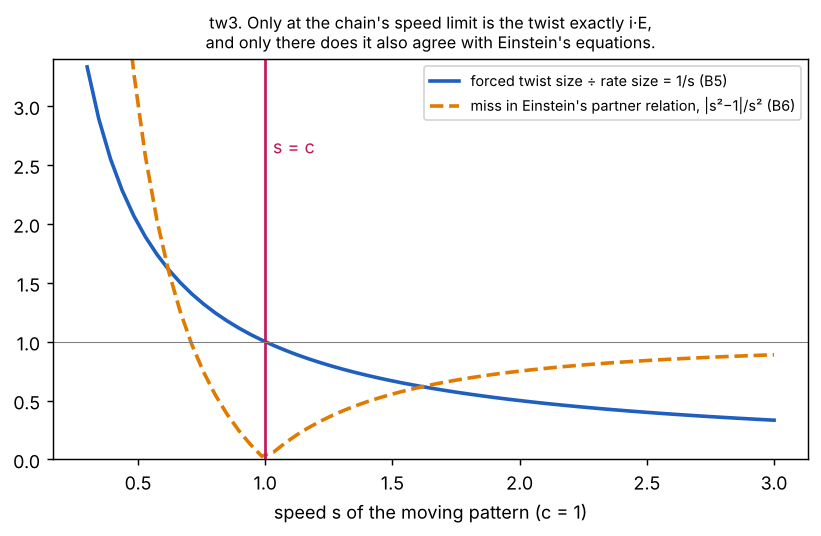 tw3. Only at the chain's speed limit is the twist exactly i·E,
and only there does it also agree with Einstein's equations.
forced twist size ÷ rate size = 1/s (B5)
miss in Einstein's partner relation, |s²−1|/s² (B6)
s = c
3.0
2.5
2.0
1.5
1.0
0.5
0.0
0.5 1.0 1.5 2.0 2.5 3.0
speed s of the moving pattern (c = 1)